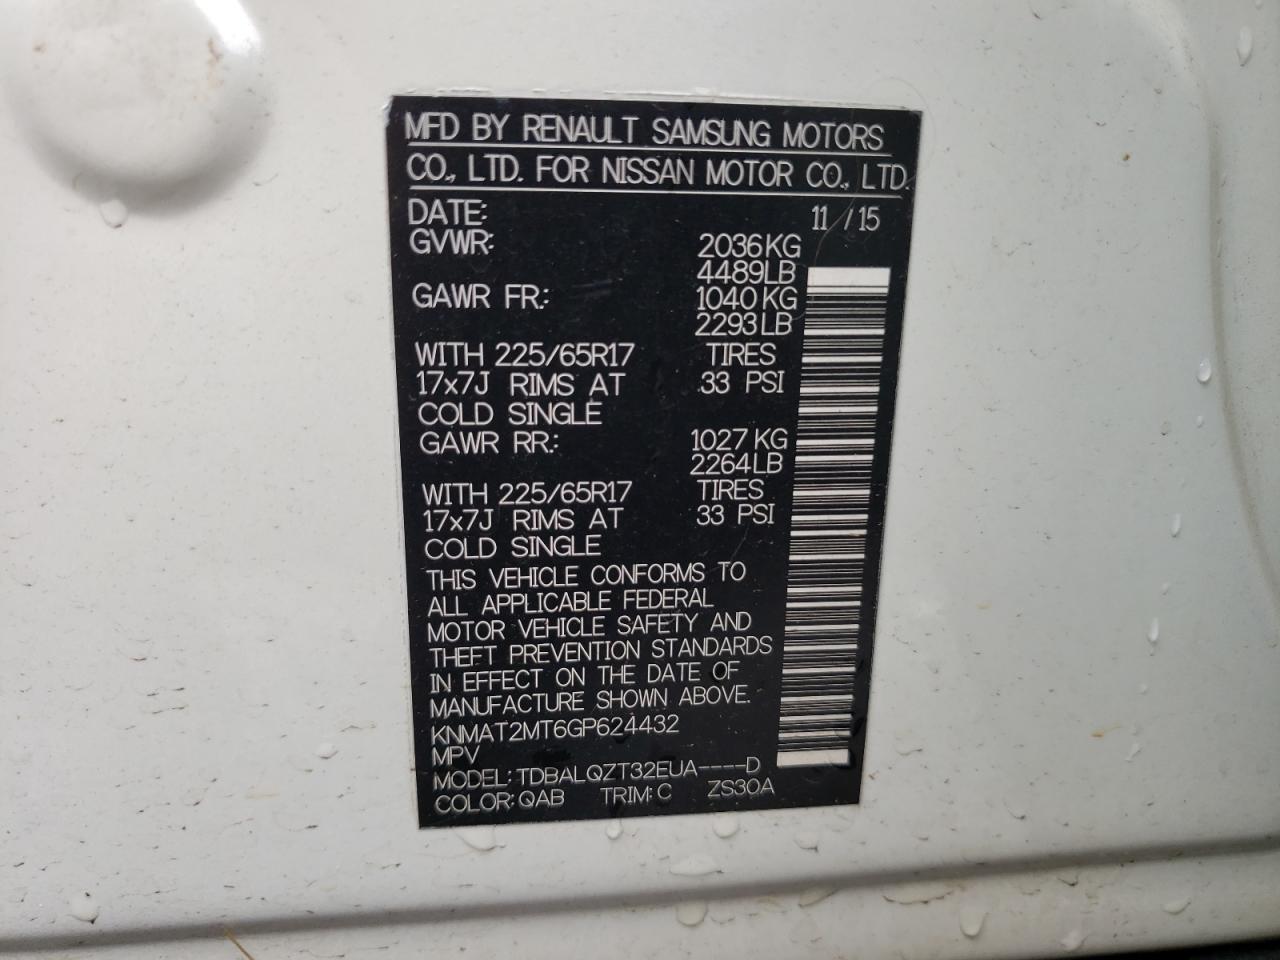 MFD BY RENAULT SAMSUNG MOTORS
CO., LTD. FOR NISSAN MOTOR CO., LTD.
DATE: 11 / 15
GVWR: 2036KG
4489LB
GAWR FR.: 1040KG
2293LB
WITH 225/65R17 TIRES
17x7J RIMS AT 33 PSI
COLD SINGLE
GAWR RR.: 1027KG
2264LB
WITH 225/65R17 TIRES
17x7J RIMS AT 33 PSI
COLD SINGLE
THIS VEHICLE CONFORMS TO
ALL APPLICABLE FEDERAL
MOTOR VEHICLE SAFETY AND
THEFT PREVENTION STANDARDS
IN EFFECT ON THE DATE OF
MANUFACTURE SHOWN ABOVE.
KNMAT2MT6GP624432
MPV
MODEL: TDBALQZT32EUA----D
COLOR: QAB TRIM: C ZS30A